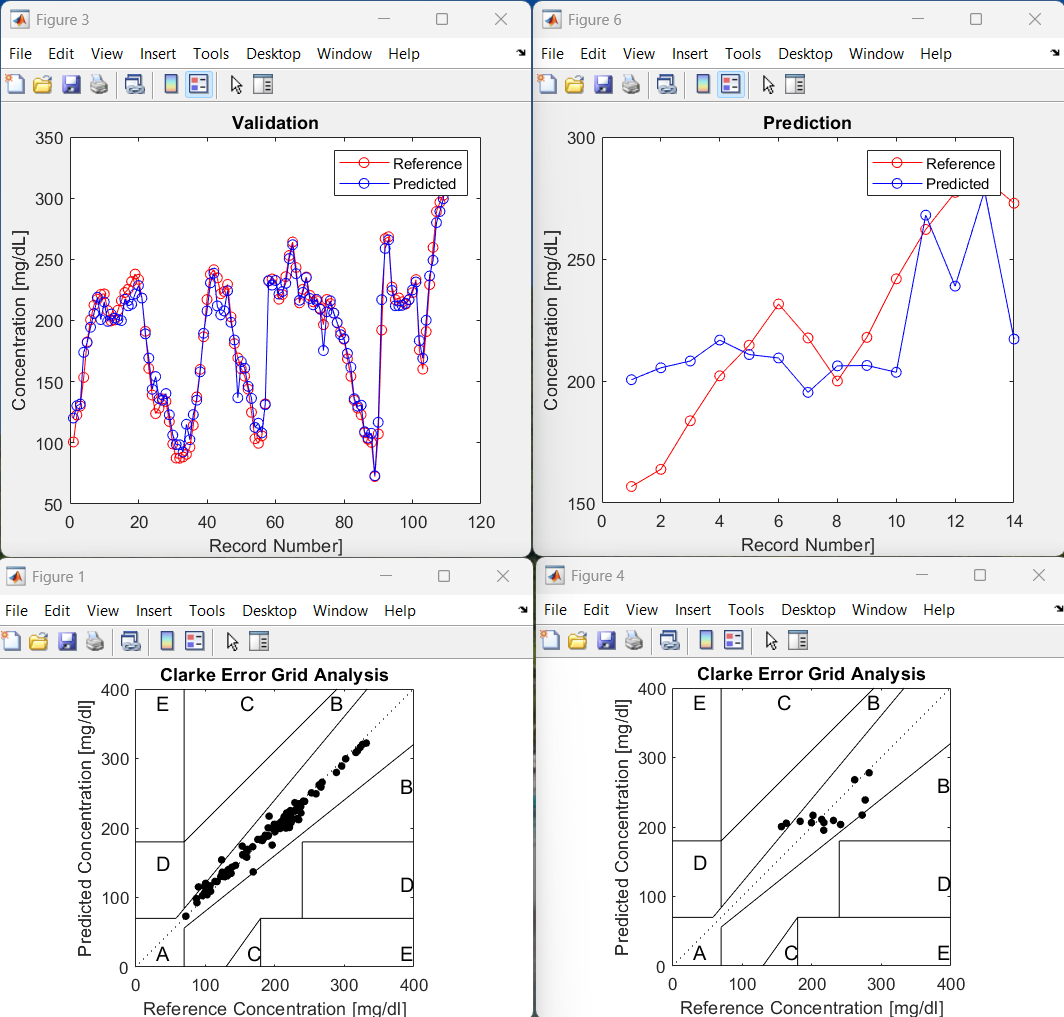 Figure 3
File Edit View Insert Tools Desktop Window Help
Validation
Reference
Predicted
350
300
250
200
150
100
50
Concentration [mg/dL]
0 20 40 60 80 100 120
Record Number]
Figure 6
File Edit View Insert Tools Desktop Window Help
Prediction
Reference
Predicted
300
250
200
150
Concentration [mg/dL]
0 2 4 6 8 10 12 14
Record Number]
Figure 1
File Edit View Insert Tools Desktop Window Help
Clarke Error Grid Analysis
400
300
200
100
0
Predicted Concentration [mg/dl]
E C B
B
D D
A C E
0 100 200 300 400
Reference Concentration [mg/dl]
Figure 4
File Edit View Insert Tools Desktop Window Help
Clarke Error Grid Analysis
400
300
200
100
0
Predicted Concentration [mg/dl]
E C B
B
D D
A C E
0 100 200 300 400
Reference Concentration [mg/dl]